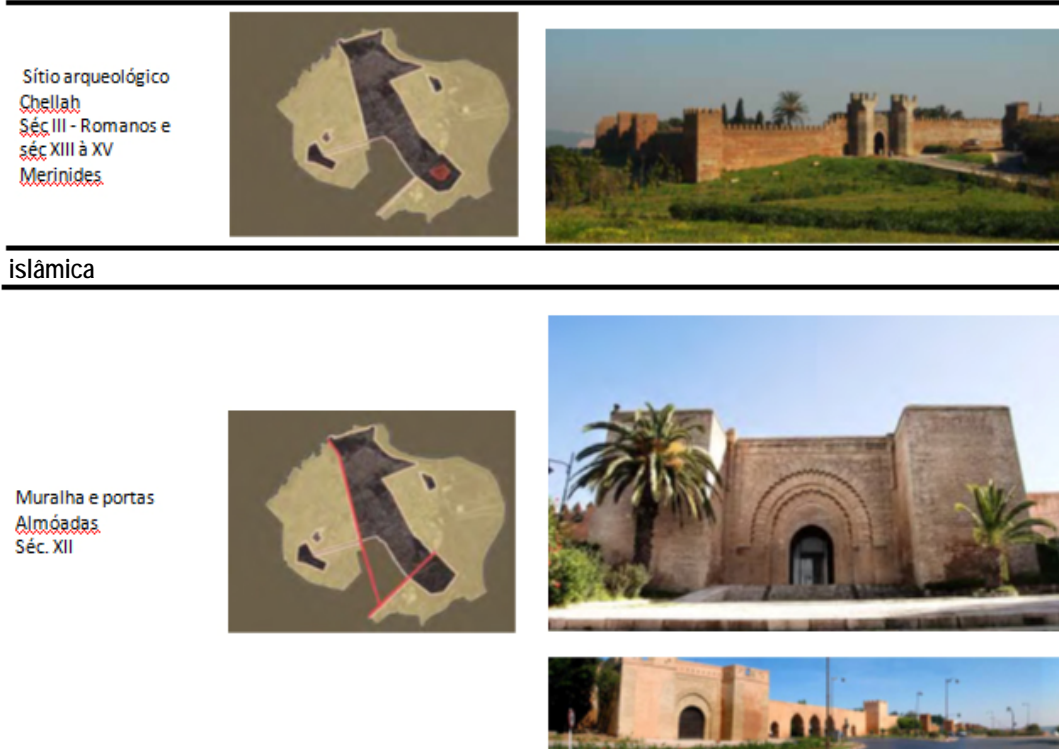 Sítio arqueológico
Chellah
Séc III - Romanos e
séc XIII à XV
Merinides
islâmica
Muralha e portas
Almóadas
Séc. XII